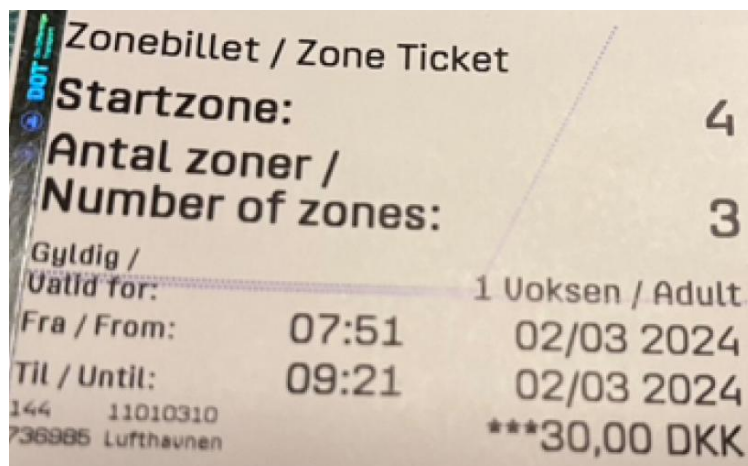 DOT
Zonebillet / Zone Ticket
Startzone: 4
Antal zoner /
Number of zones: 3
Gyldig /
Valid for: 1 Voksen / Adult
Fra / From: 07:51 02/03 2024
Til / Until: 09:21 02/03 2024
144 11010310
736985 Lufthavnen
***30,00 DKK